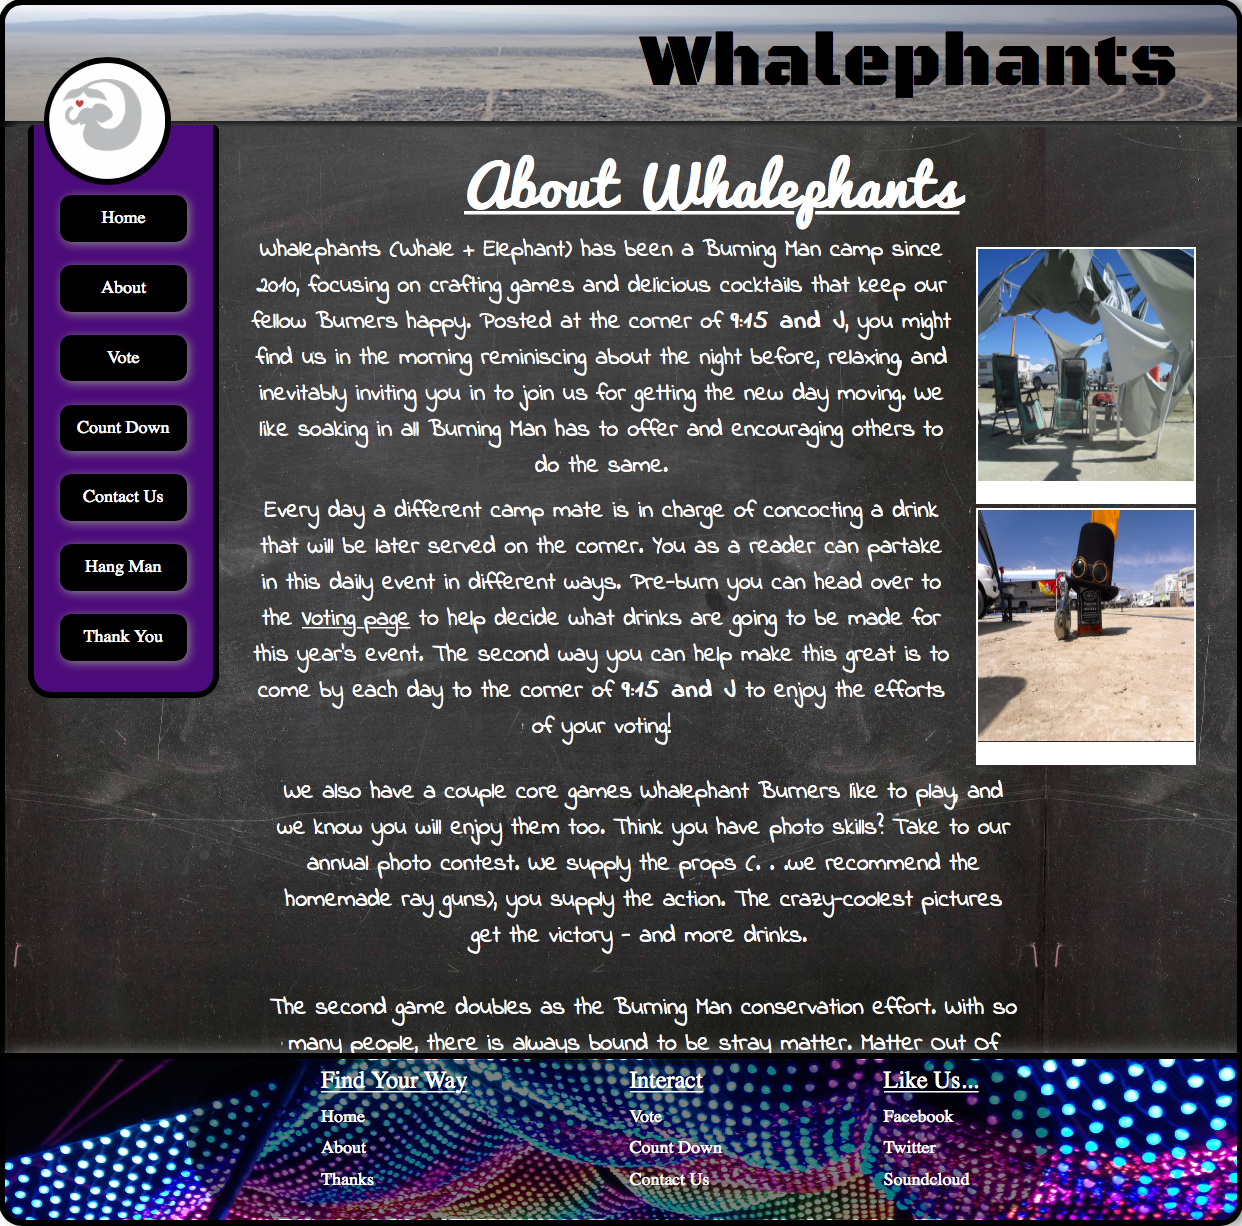 Whalephants
Home
About
Vote
Count Down
Contact Us
Hang Man
Thank You
About Whalephants
Whalephants (Whale + Elephant) has been a Burning Man camp since
2010, focusing on crafting games and delicious cocktails that keep our
fellow Burners happy. Posted at the corner of 9:15 and J, you might
find us in the morning reminiscing about the night before, relaxing, and
inevitably inviting you in to join us for getting the new day moving. We
like soaking in all Burning Man has to offer and encouraging others to
do the same.
Every day a different camp mate is in charge of concocting a drink
that will be later served on the corner. You as a reader can partake
in this daily event in different ways. Pre-burn you can head over to
the Voting page to help decide what drinks are going to be made for
this year's event. The second way you can help make this great is to
come by each day to the corner of 9:15 and J to enjoy the efforts
of your voting!
We also have a couple core games Whalephant Burners like to play, and
we know you will enjoy them too. Think you have photo skills? Take to our
annual photo contest. We supply the props (. . .we recommend the
homemade ray guns), you supply the action. The crazy-coolest pictures
get the victory - and more drinks.
The second game doubles as the Burning Man conservation effort. With so
many people, there is always bound to be stray matter. Matter Out Of
Find Your Way
Home
About
Thanks
Interact
Vote
Count Down
Contact Us
Like Us...
Facebook
Twitter
Soundcloud